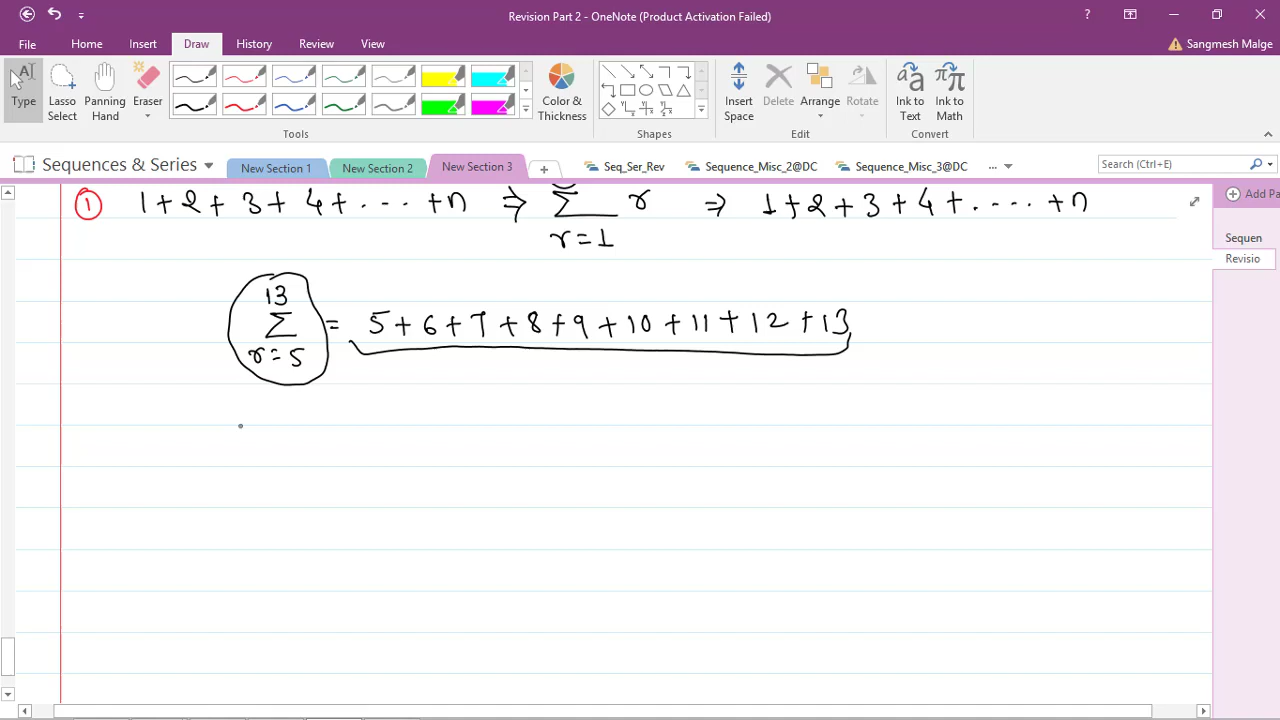 Revision Part 2 - OneNote (Product Activation Failed)
File Home Insert Draw History Review View Sangmesh Malge
Type Lasso Select Panning Hand Eraser Color & Thickness Insert Space Delete Arrange Rotate Ink to Text Ink to Math
Tools Shapes Edit Convert
Sequences & Series New Section 1 New Section 2 New Section 3 + Seq_Ser_Rev Sequence_Misc_2@DC Sequence_Misc_3@DC ... Search (Ctrl+E)
Add Pa
Sequen
Revisio
① 1 + 2 + 3 + 4 + ... + n ⇒ ∑ r ⇒ 1 + 2 + 3 + 4 + .... + n
r = 1
13
∑ = 5 + 6 + 7 + 8 + 9 + 10 + 11 + 12 + 13
r = 5